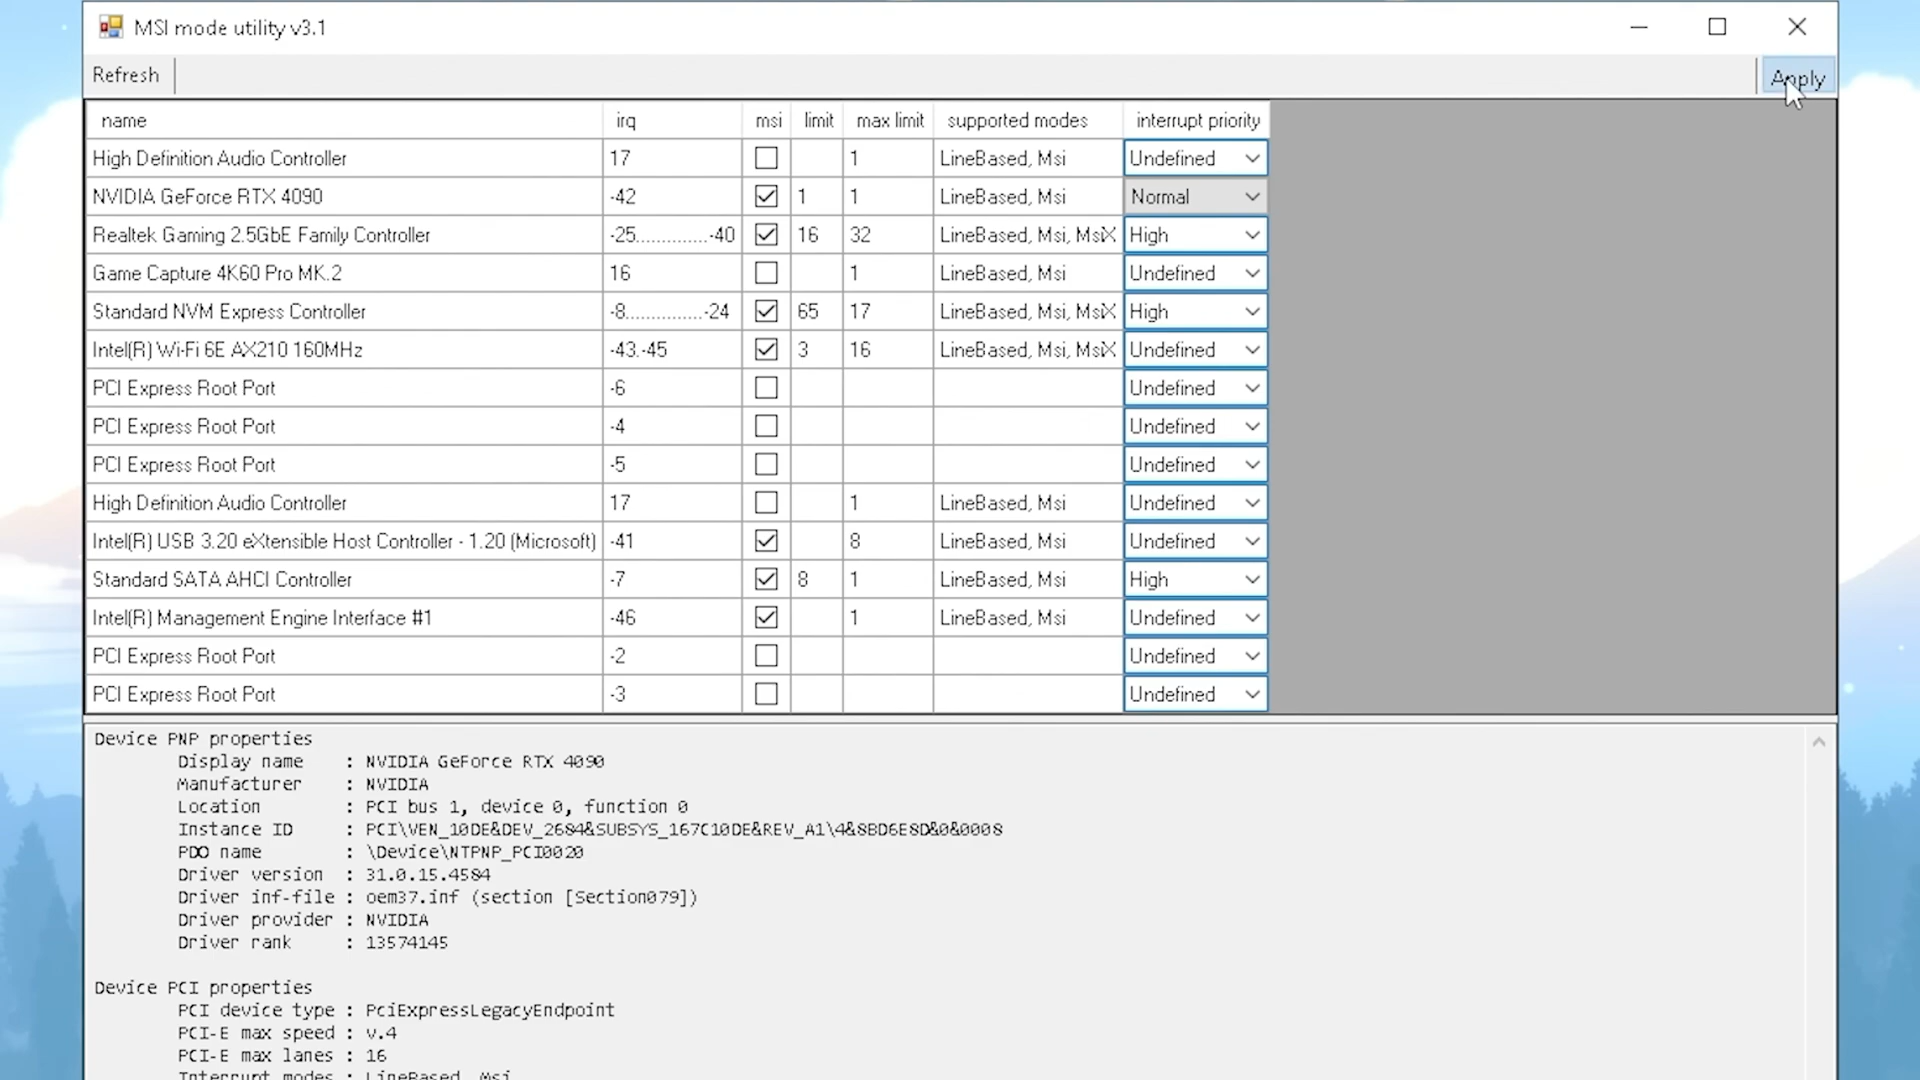 MSI mode utility v3.1
Refresh
Apply
name irq msi limit max limit supported modes interrupt priority
High Definition Audio Controller 17 1 LineBased, Msi Undefined
NVIDIA GeForce RTX 4090 -42 1 1 LineBased, Msi Normal
Realtek Gaming 2.5GbE Family Controller -25.............-40 16 32 LineBased, Msi, MsiX High
Game Capture 4K60 Pro MK.2 16 1 LineBased, Msi Undefined
Standard NVM Express Controller -8...............-24 65 17 LineBased, Msi, MsiX High
Intel(R) Wi-Fi 6E AX210 160MHz -43.-45 3 16 LineBased, Msi, MsiX Undefined
PCI Express Root Port -6 Undefined
PCI Express Root Port -4 Undefined
PCI Express Root Port -5 Undefined
High Definition Audio Controller 17 1 LineBased, Msi Undefined
Intel(R) USB 3.20 eXtensible Host Controller - 1.20 (Microsoft) -41 8 LineBased, Msi Undefined
Standard SATA AHCI Controller -7 8 1 LineBased, Msi High
Intel(R) Management Engine Interface #1 -46 1 LineBased, Msi Undefined
PCI Express Root Port -2 Undefined
PCI Express Root Port -3 Undefined
Device PNP properties
Display name : NVIDIA GeForce RTX 4090
Manufacturer : NVIDIA
Location : PCI bus 1, device 0, function 0
Instance ID : PCI\VEN_10DE&DEV_2684&SUBSYS_167C10DE&REV_A1\4&8BD6E8D&0&0008
PDO name : \Device\NTPNP_PCI0020
Driver version : 31.0.15.4584
Driver inf-file : oem37.inf (section [Section079])
Driver provider : NVIDIA
Driver rank : 13574145
Device PCI properties
PCI device type : PciExpressLegacyEndpoint
PCI-E max speed : v.4
PCI-E max lanes : 16
Interrupt modes : LineBased, Msi